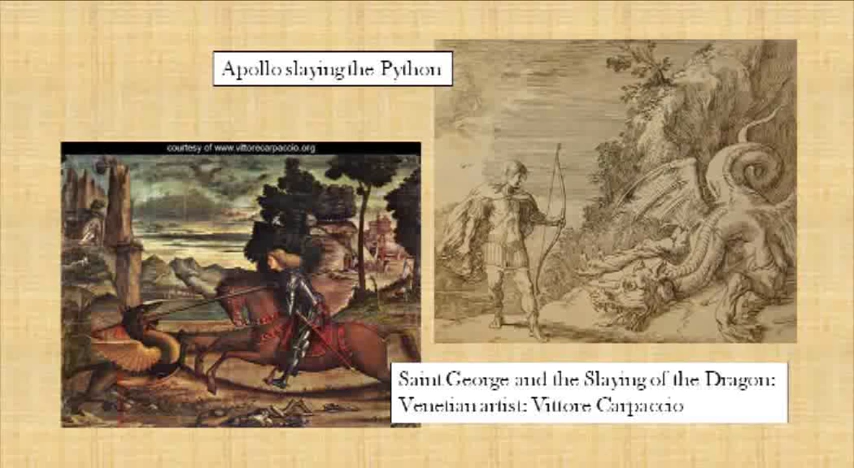 Apollo slaying the Python
courtesy of www.vittorecarpaccio.org
Saint George and the Slaying of the Dragon:
Venetian artist: Vittore Carpaccio